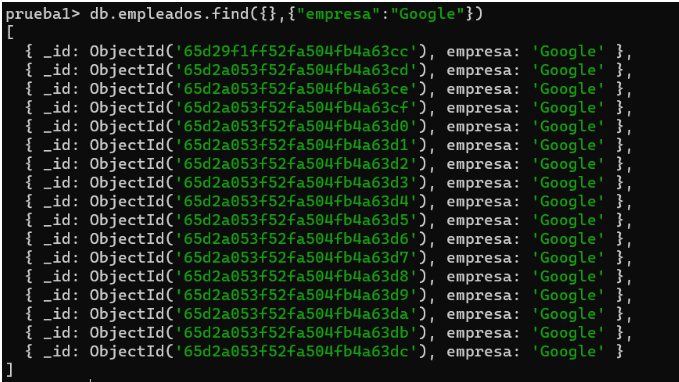 prueba1> db.empleados.find({},{"empresa":"Google"})
[
  { _id: ObjectId('65d29f1ff52fa504fb4a63cc'), empresa: 'Google' },
  { _id: ObjectId('65d2a053f52fa504fb4a63cd'), empresa: 'Google' },
  { _id: ObjectId('65d2a053f52fa504fb4a63ce'), empresa: 'Google' },
  { _id: ObjectId('65d2a053f52fa504fb4a63cf'), empresa: 'Google' },
  { _id: ObjectId('65d2a053f52fa504fb4a63d0'), empresa: 'Google' },
  { _id: ObjectId('65d2a053f52fa504fb4a63d1'), empresa: 'Google' },
  { _id: ObjectId('65d2a053f52fa504fb4a63d2'), empresa: 'Google' },
  { _id: ObjectId('65d2a053f52fa504fb4a63d3'), empresa: 'Google' },
  { _id: ObjectId('65d2a053f52fa504fb4a63d4'), empresa: 'Google' },
  { _id: ObjectId('65d2a053f52fa504fb4a63d5'), empresa: 'Google' },
  { _id: ObjectId('65d2a053f52fa504fb4a63d6'), empresa: 'Google' },
  { _id: ObjectId('65d2a053f52fa504fb4a63d7'), empresa: 'Google' },
  { _id: ObjectId('65d2a053f52fa504fb4a63d8'), empresa: 'Google' },
  { _id: ObjectId('65d2a053f52fa504fb4a63d9'), empresa: 'Google' },
  { _id: ObjectId('65d2a053f52fa504fb4a63da'), empresa: 'Google' },
  { _id: ObjectId('65d2a053f52fa504fb4a63db'), empresa: 'Google' },
  { _id: ObjectId('65d2a053f52fa504fb4a63dc'), empresa: 'Google' }
]